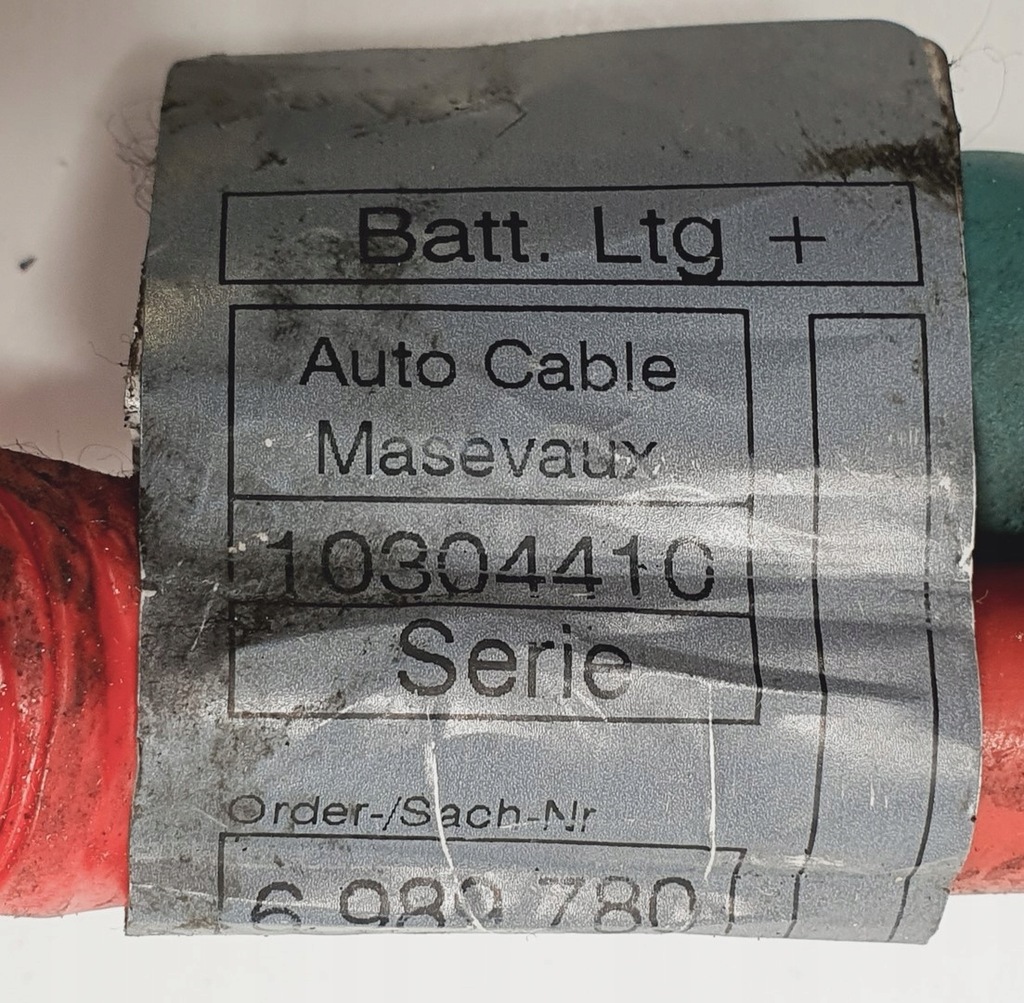 Batt. Ltg +
Auto Cable
Masevaux
10304410
Serie
Order-/Sach-Nr
6 989 780